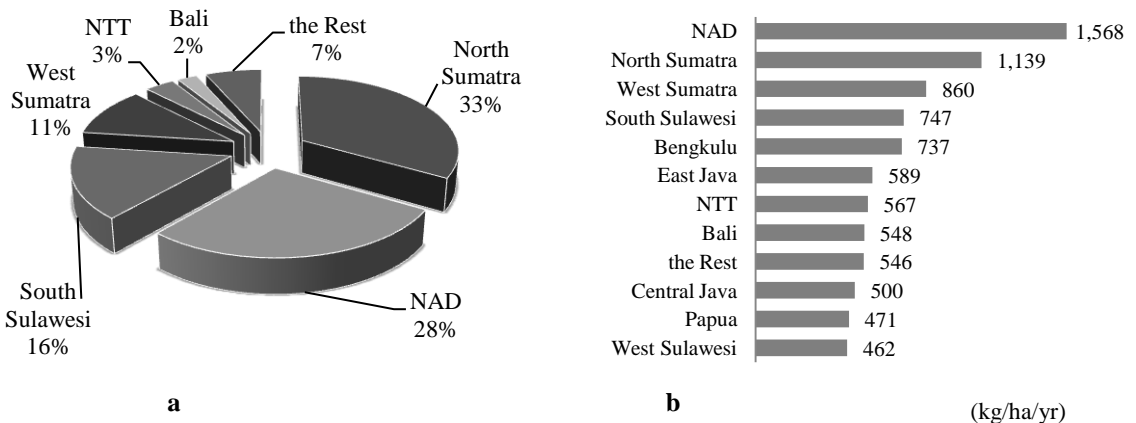 the Rest
7%
Bali
2%
NTT
3%
West
Sumatra
11%
North
Sumatra
33%
South
Sulawesi
16%
NAD
28%
a
NAD 1,568
North Sumatra 1,139
West Sumatra 860
South Sulawesi 747
Bengkulu 737
East Java 589
NTT 567
Bali 548
the Rest 546
Central Java 500
Papua 471
West Sulawesi 462
b
(kg/ha/yr)